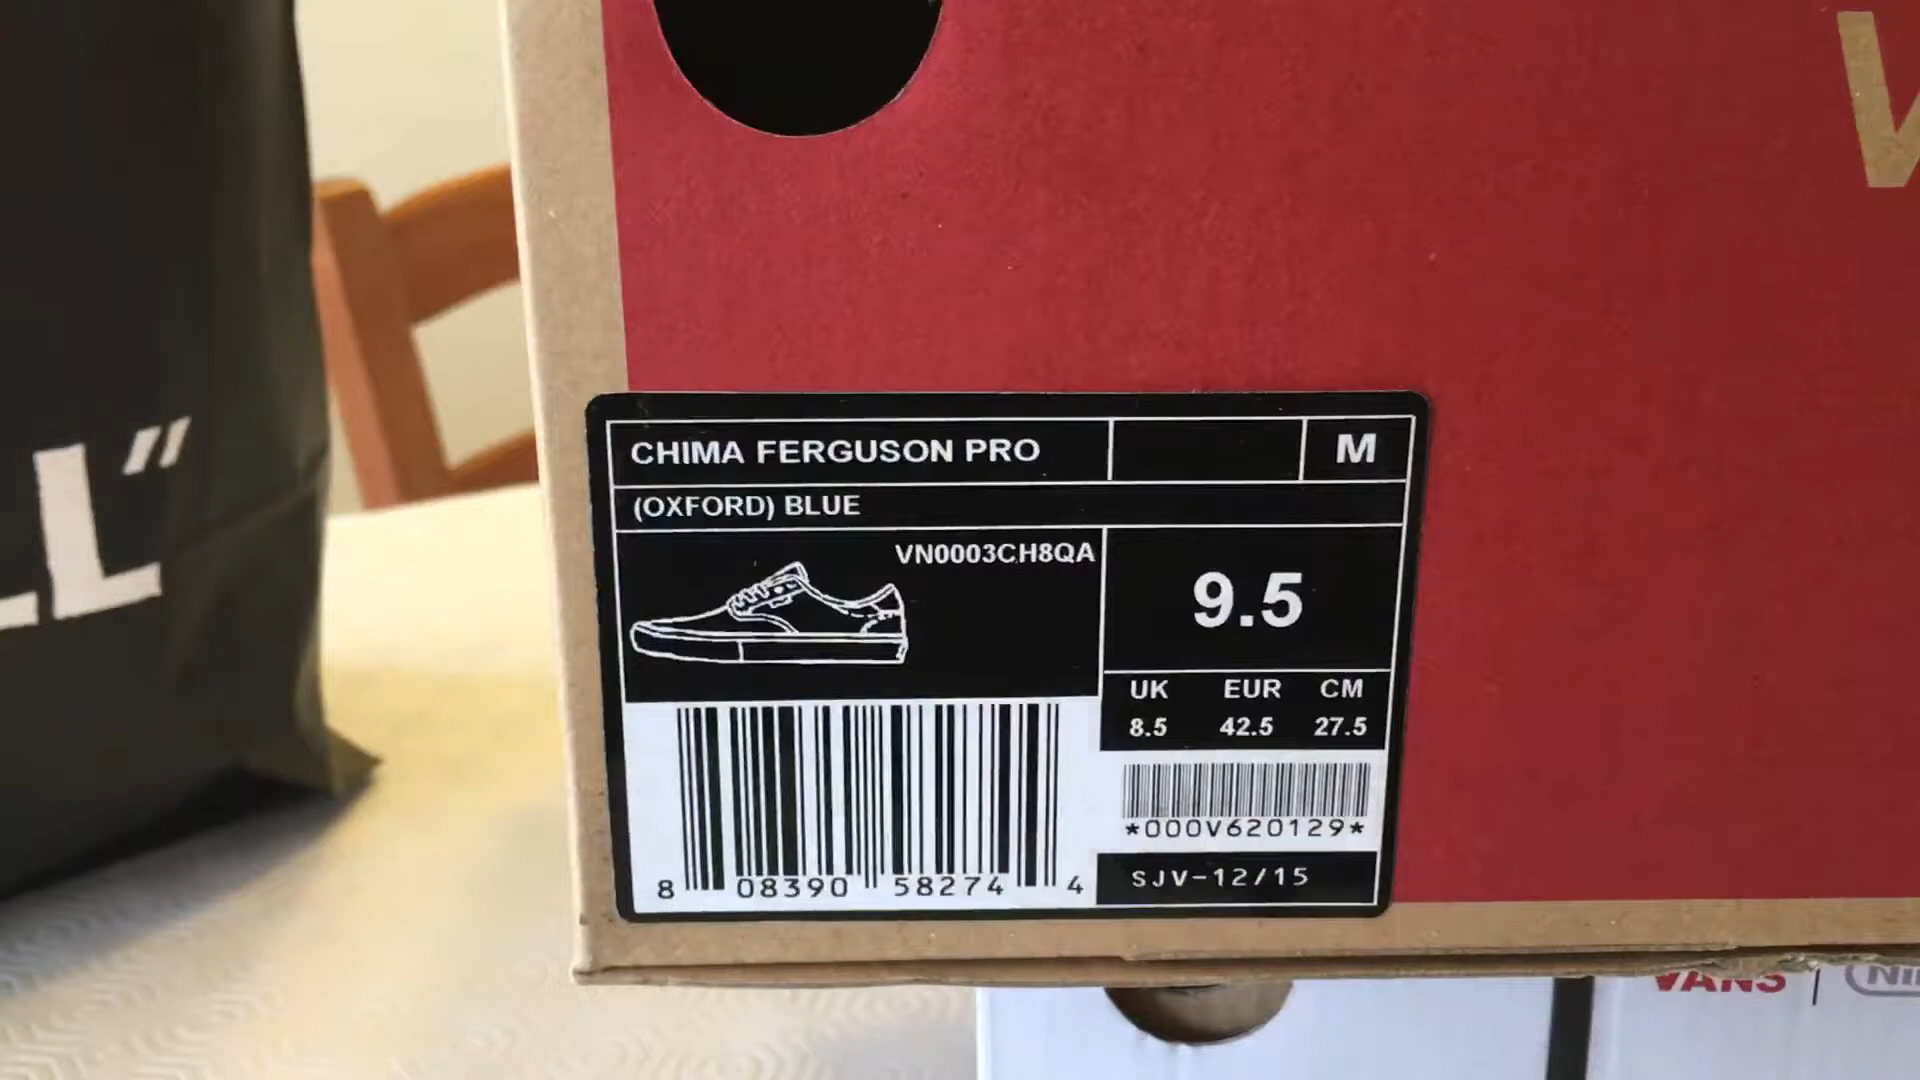 V
LL"
CHIMA FERGUSON PRO
M
(OXFORD) BLUE
VN0003CH8QA
9.5
UK EUR CM
8.5 42.5 27.5
*000V620129*
8 08390 58274 4
SJV-12/15
VANS